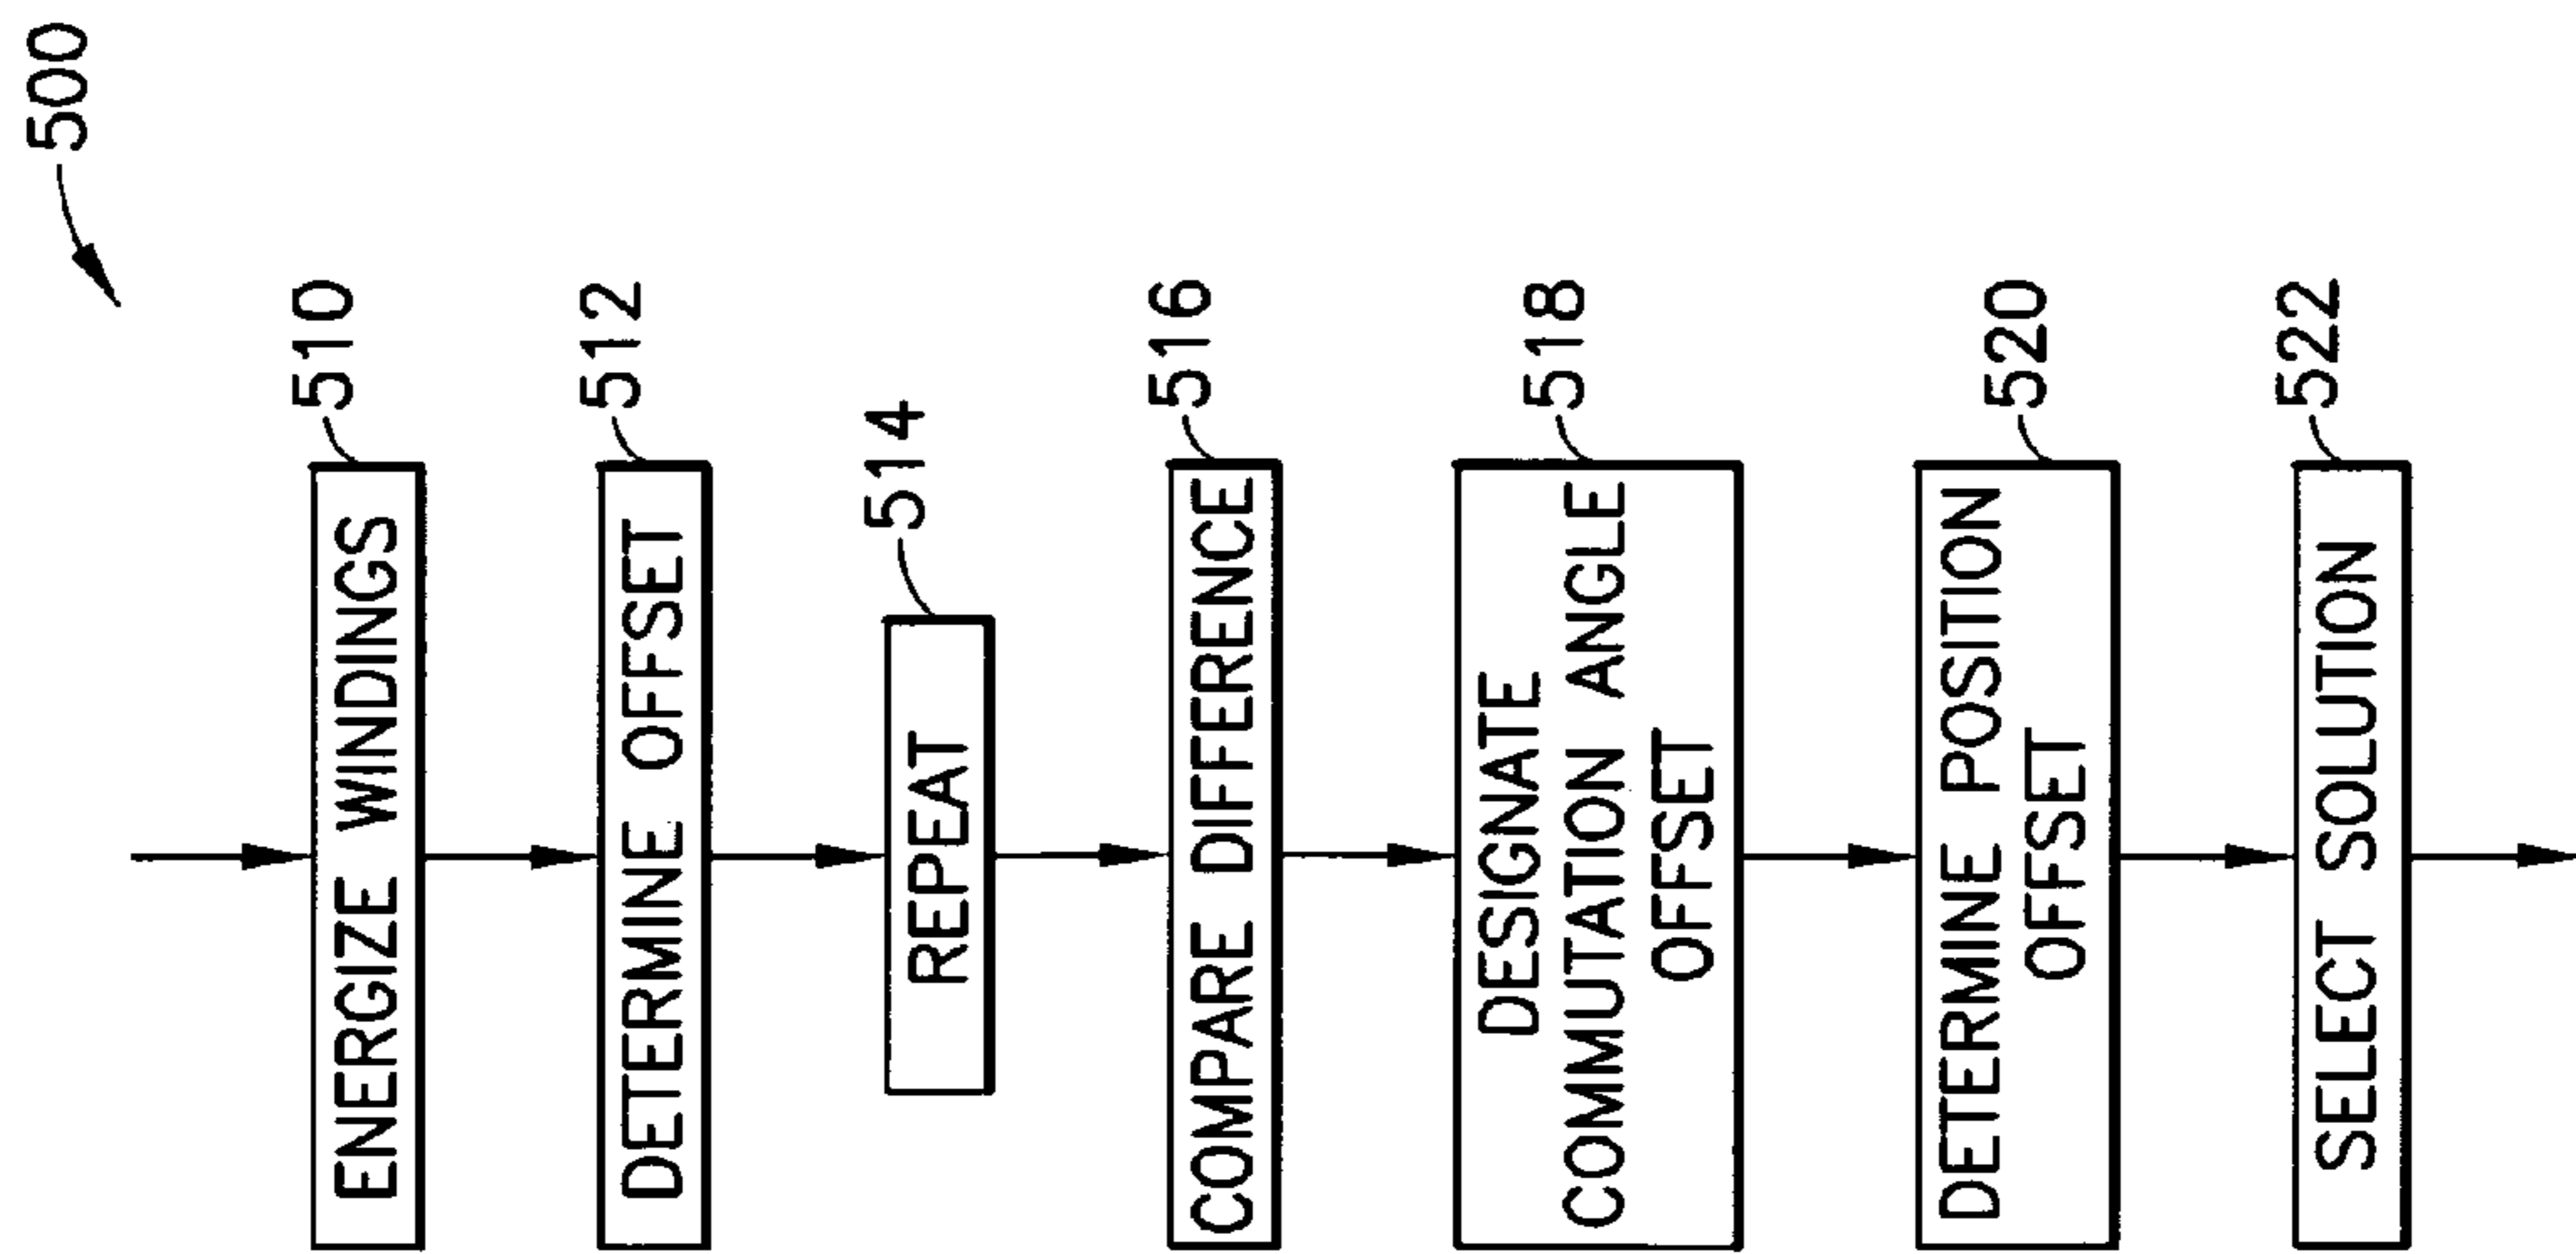 500
510
ENERGIZE WINDINGS
512
DETERMINE OFFSET
514
REPEAT
516
COMPARE DIFFERENCE
518
DESIGNATE
COMMUTATION ANGLE
OFFSET
520
DETERMINE POSITION
OFFSET
522
SELECT SOLUTION